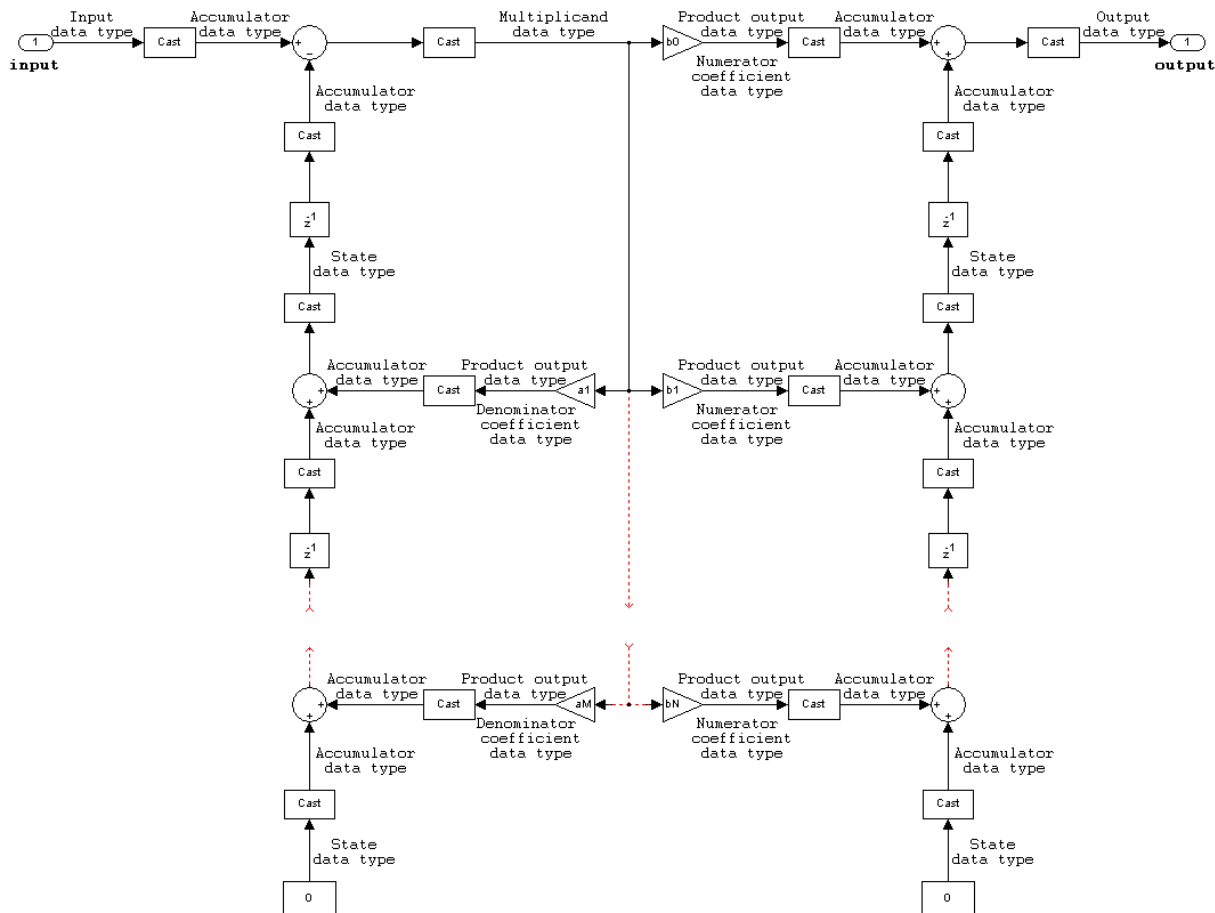 Input
data type
Accumulator
data type
Multiplicand
data type
Product output
data type
Accumulator
data type
Output
data type
1
Cast
+
−
Cast
b0
Cast
+
+
Cast
1
input
Numerator
coefficient
data type
output
Accumulator
data type
Accumulator
data type
Cast
Cast
z-1
z-1
State
data type
State
data type
Cast
Cast
Accumulator
data type
Product output
data type
Product output
data type
Accumulator
data type
+
+
Cast
a1
b1
Cast
+
+
Denominator
coefficient
data type
Numerator
coefficient
data type
Accumulator
data type
Accumulator
data type
Cast
Cast
z-1
z-1
Accumulator
data type
Product output
data type
Product output
data type
Accumulator
data type
+
+
Cast
aM
bN
Cast
+
+
Denominator
coefficient
data type
Numerator
coefficient
data type
Accumulator
data type
Accumulator
data type
Cast
Cast
State
data type
State
data type
0
0